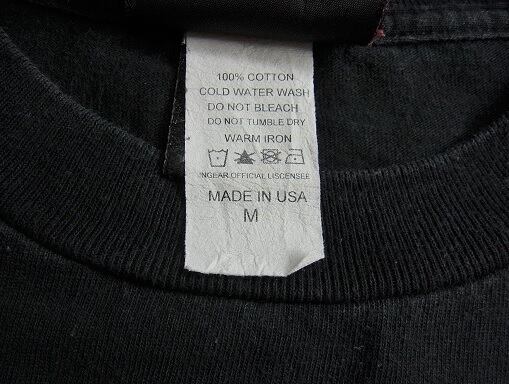 100% COTTON
COLD WATER WASH
DO NOT BLEACH
DO NOT TUMBLE DRY
WARM IRON
NGEAR OFFICIAL LISCENSEE
MADE IN USA
M